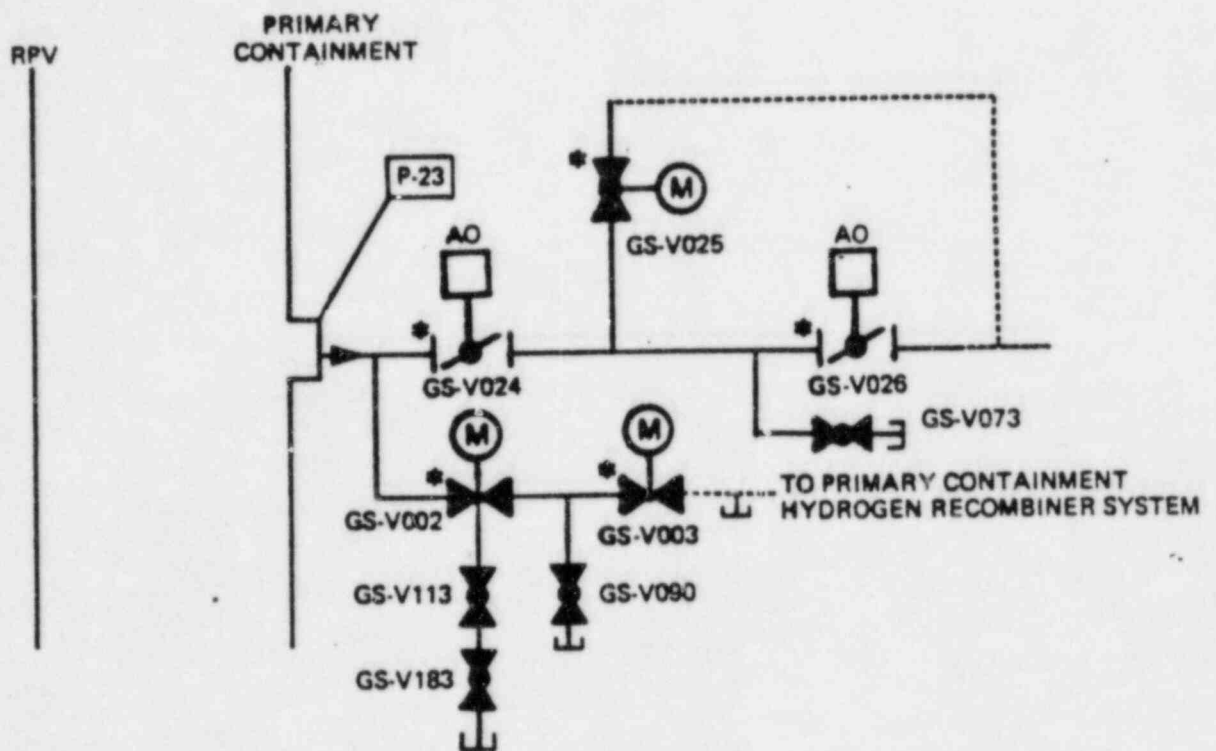 PRIMARY
CONTAINMENT
RPV
P-23
*
M
AO
GS-V025
AO
*
*
GS-V024
GS-V026
GS-V073
M
M
*
*
TO PRIMARY CONTAINMENT
HYDROGEN RECOMBINER SYSTEM
GS-V002
GS-V003
GS-V113
GS-V090
GS-V183